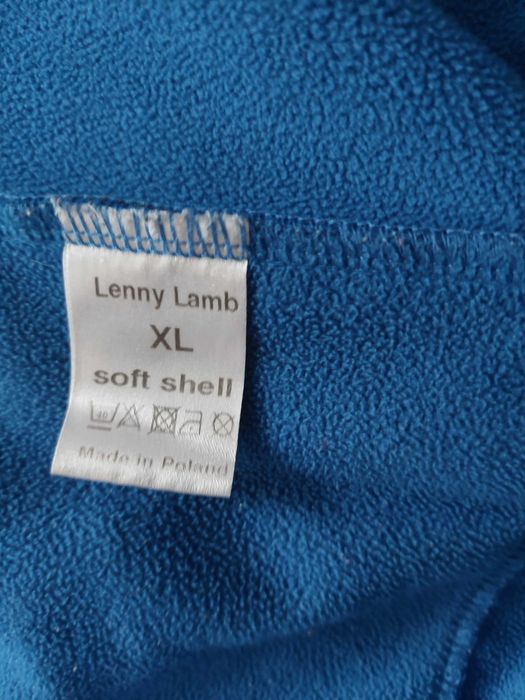 Lenny Lamb
XL
soft shell
Made in Poland